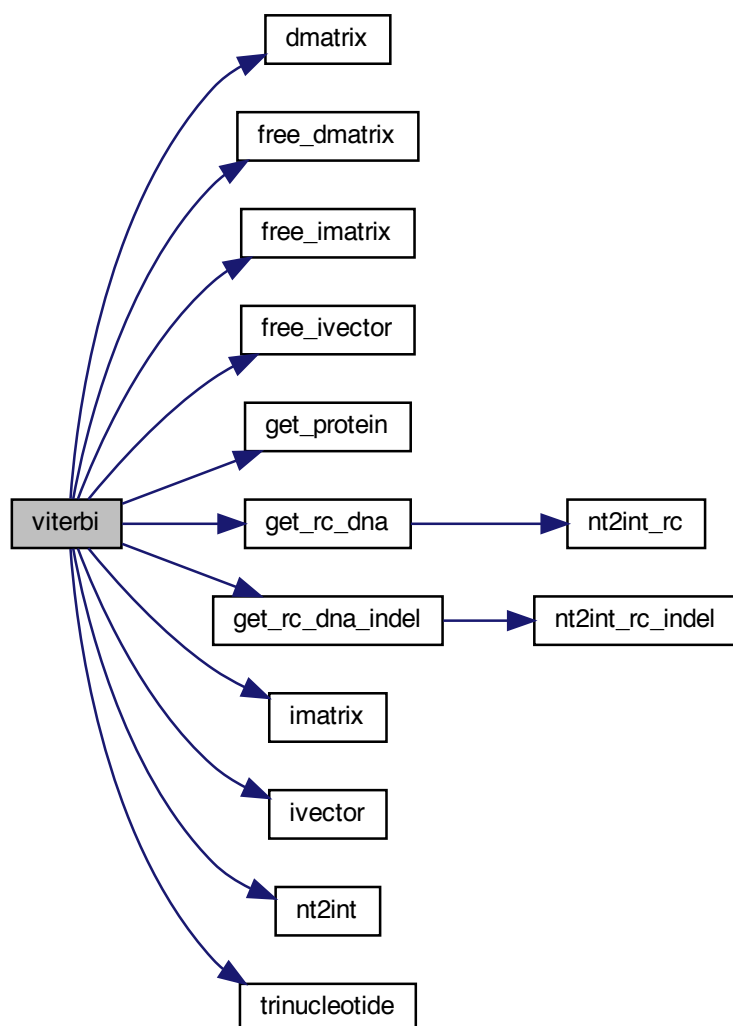 dmatrix
free_dmatrix
free_imatrix
free_ivector
get_protein
viterbi
get_rc_dna
nt2int_rc
get_rc_dna_indel
nt2int_rc_indel
imatrix
ivector
nt2int
trinucleotide